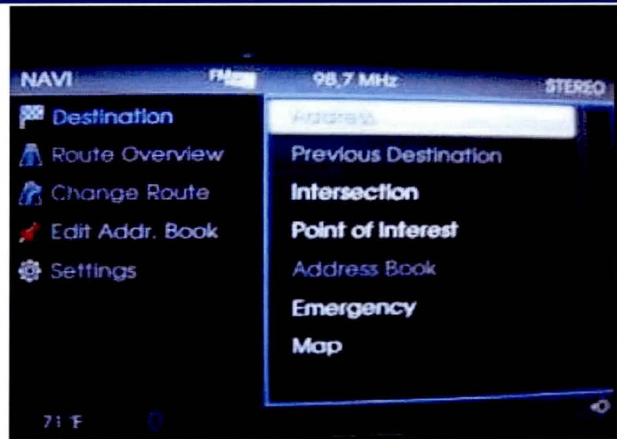 NAVI FM 98.7 MHz STEREO
Destination
Route Overview
Change Route
Edit Addr. Book
Settings
Address
Previous Destination
Intersection
Point of Interest
Address Book
Emergency
Map
71°F